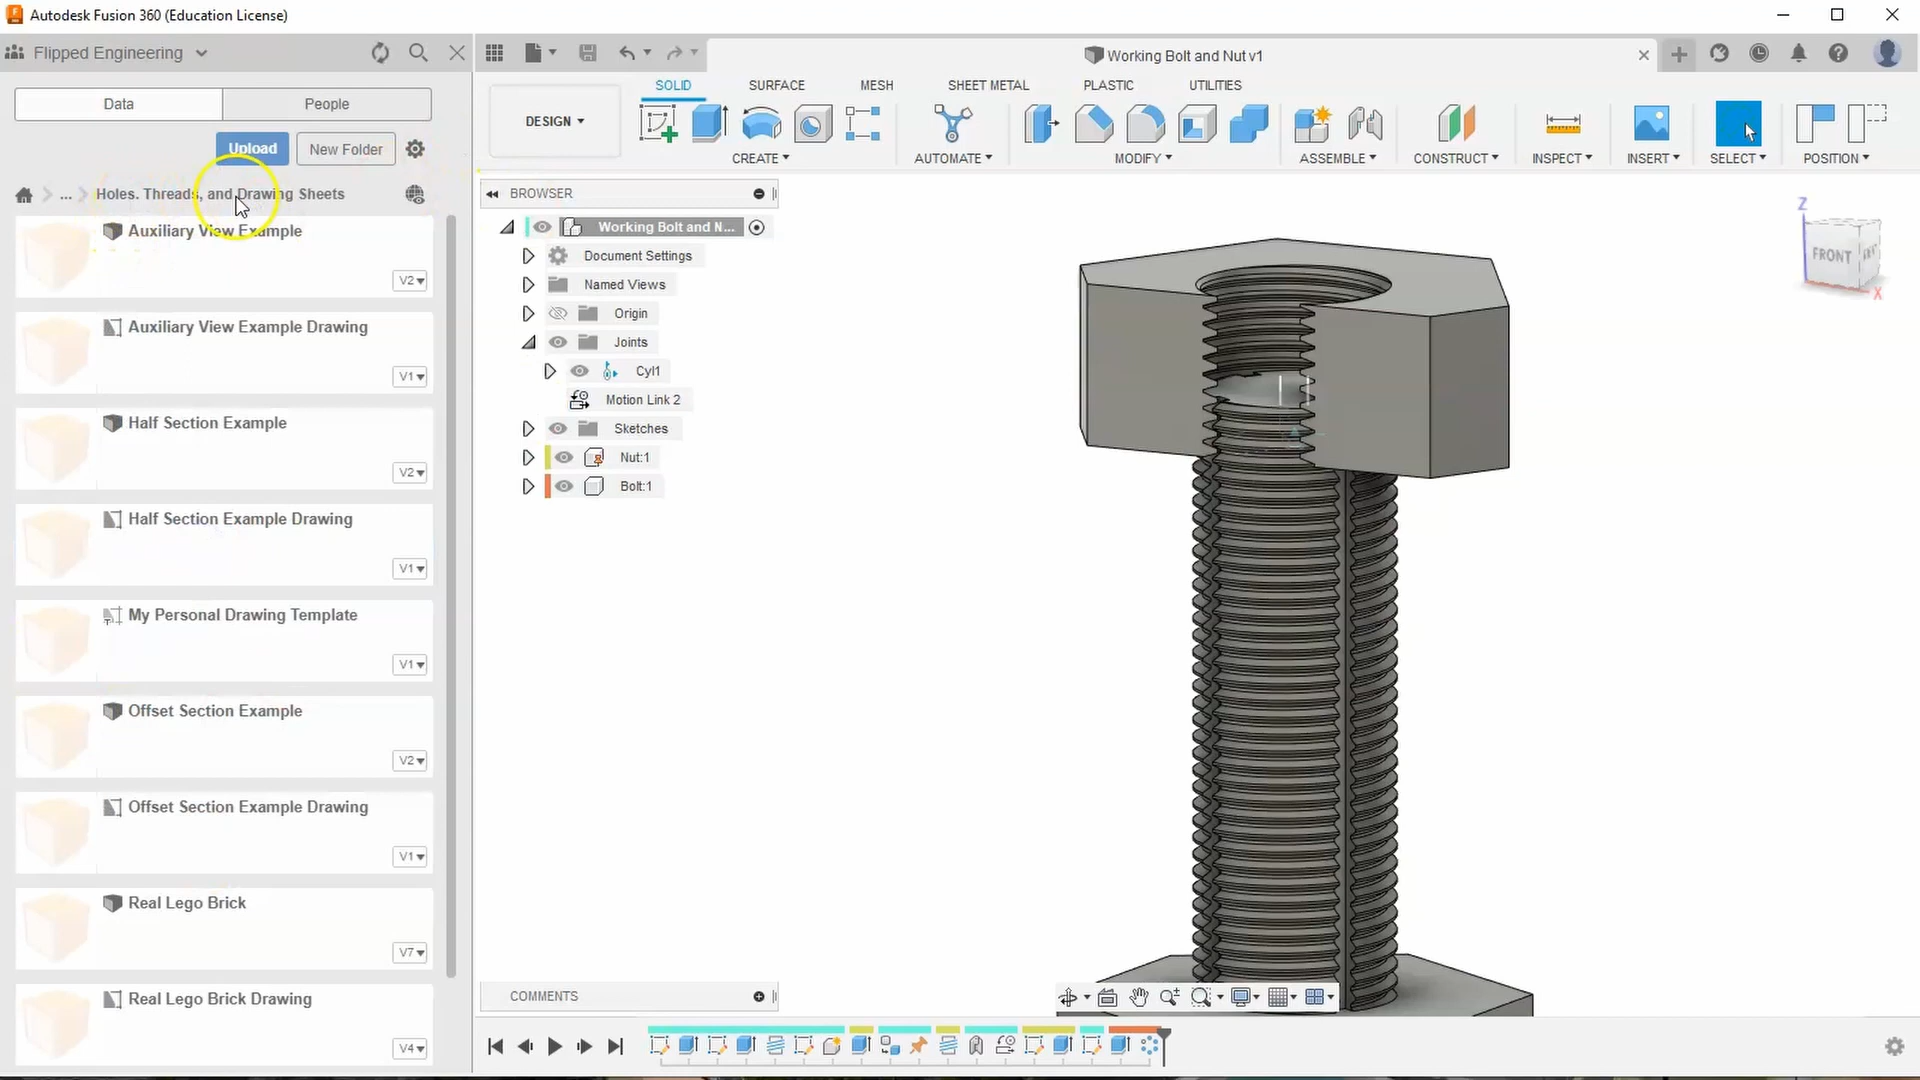 Autodesk Fusion 360 (Education License)
Flipped Engineering
Working Bolt and Nut v1
Data
People
Upload
New Folder
... Holes. Threads, and Drawing Sheets
Auxiliary View Example
V2
Auxiliary View Example Drawing
V1
Half Section Example
V2
Half Section Example Drawing
V1
My Personal Drawing Template
V1
Offset Section Example
V2
Offset Section Example Drawing
V1
Real Lego Brick
V7
Real Lego Brick Drawing
V4
DESIGN
SOLID
SURFACE
MESH
SHEET METAL
PLASTIC
UTILITIES
CREATE
AUTOMATE
MODIFY
ASSEMBLE
CONSTRUCT
INSPECT
INSERT
SELECT
POSITION
BROWSER
Working Bolt and N...
Document Settings
Named Views
Origin
Joints
Cyl1
Motion Link 2
Sketches
Nut:1
Bolt:1
Z
FRONT
X
COMMENTS